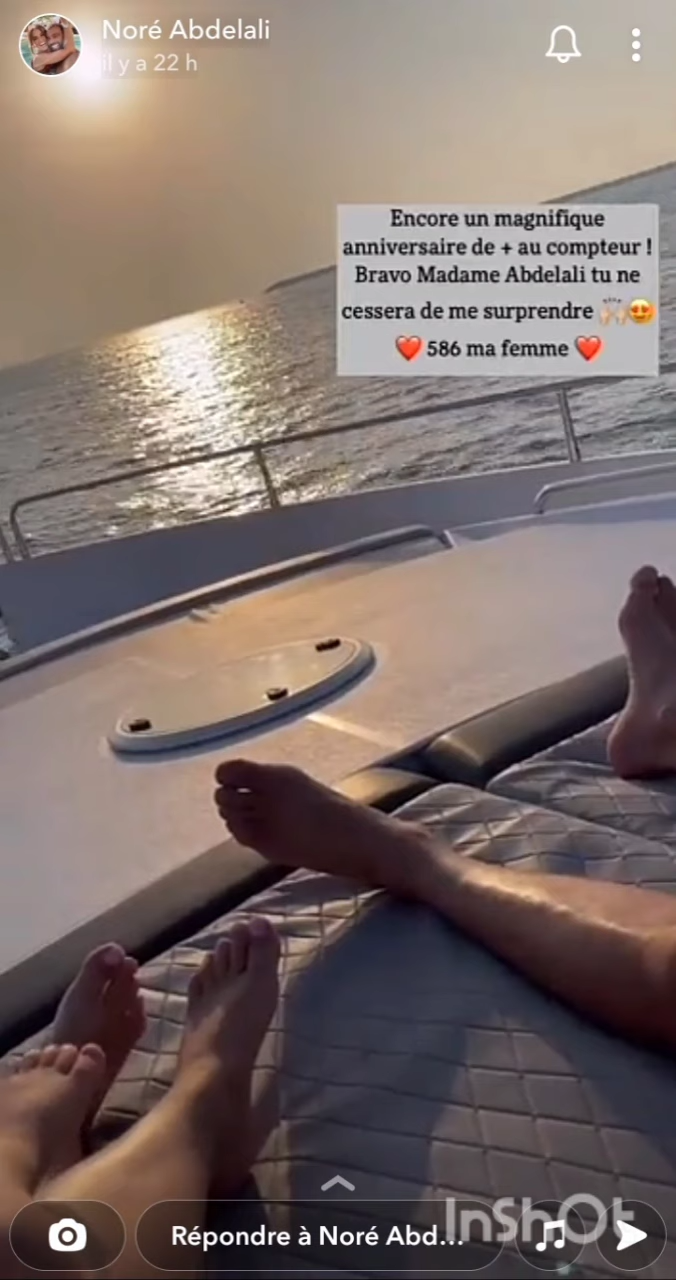 Noré Abdelali
il y a 22 h
Encore un magnifique
anniversaire de + au compteur !
Bravo Madame Abdelali tu ne
cessera de me surprendre 🙌🏻😍
❤️ 586 ma femme ❤️
Répondre à Noré Abd...
InShOt